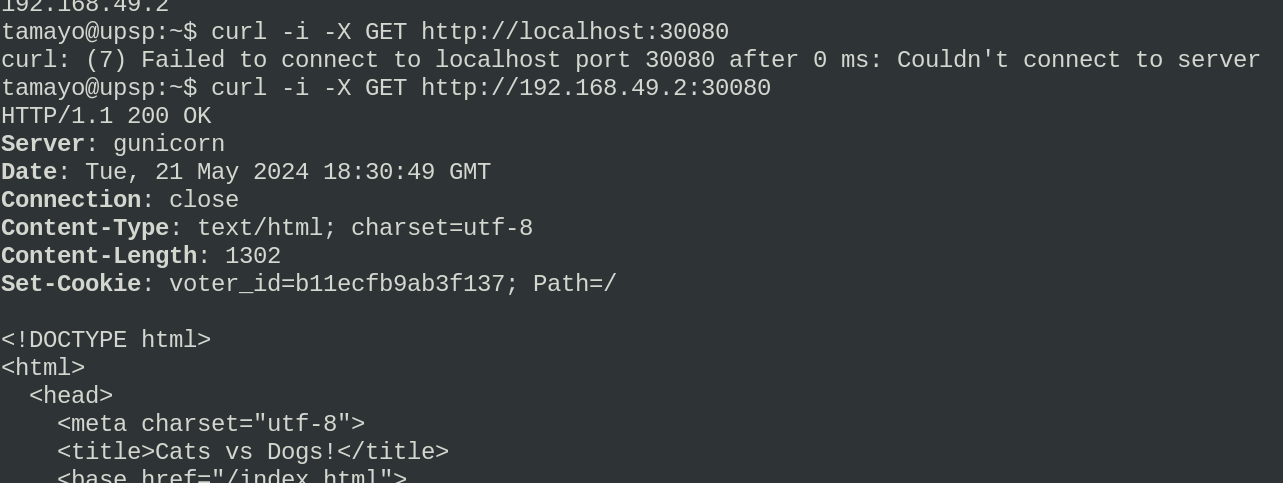 192.168.49.2
tamayo@upsp:~$ curl -i -X GET http://localhost:30080
curl: (7) Failed to connect to localhost port 30080 after 0 ms: Couldn't connect to server
tamayo@upsp:~$ curl -i -X GET http://192.168.49.2:30080
HTTP/1.1 200 OK
Server: gunicorn
Date: Tue, 21 May 2024 18:30:49 GMT
Connection: close
Content-Type: text/html; charset=utf-8
Content-Length: 1302
Set-Cookie: voter_id=b11ecfb9ab3f137; Path=/
<!DOCTYPE html>
<html>
<head>
<meta charset="utf-8">
<title>Cats vs Dogs!</title>
<base href="/index.html">